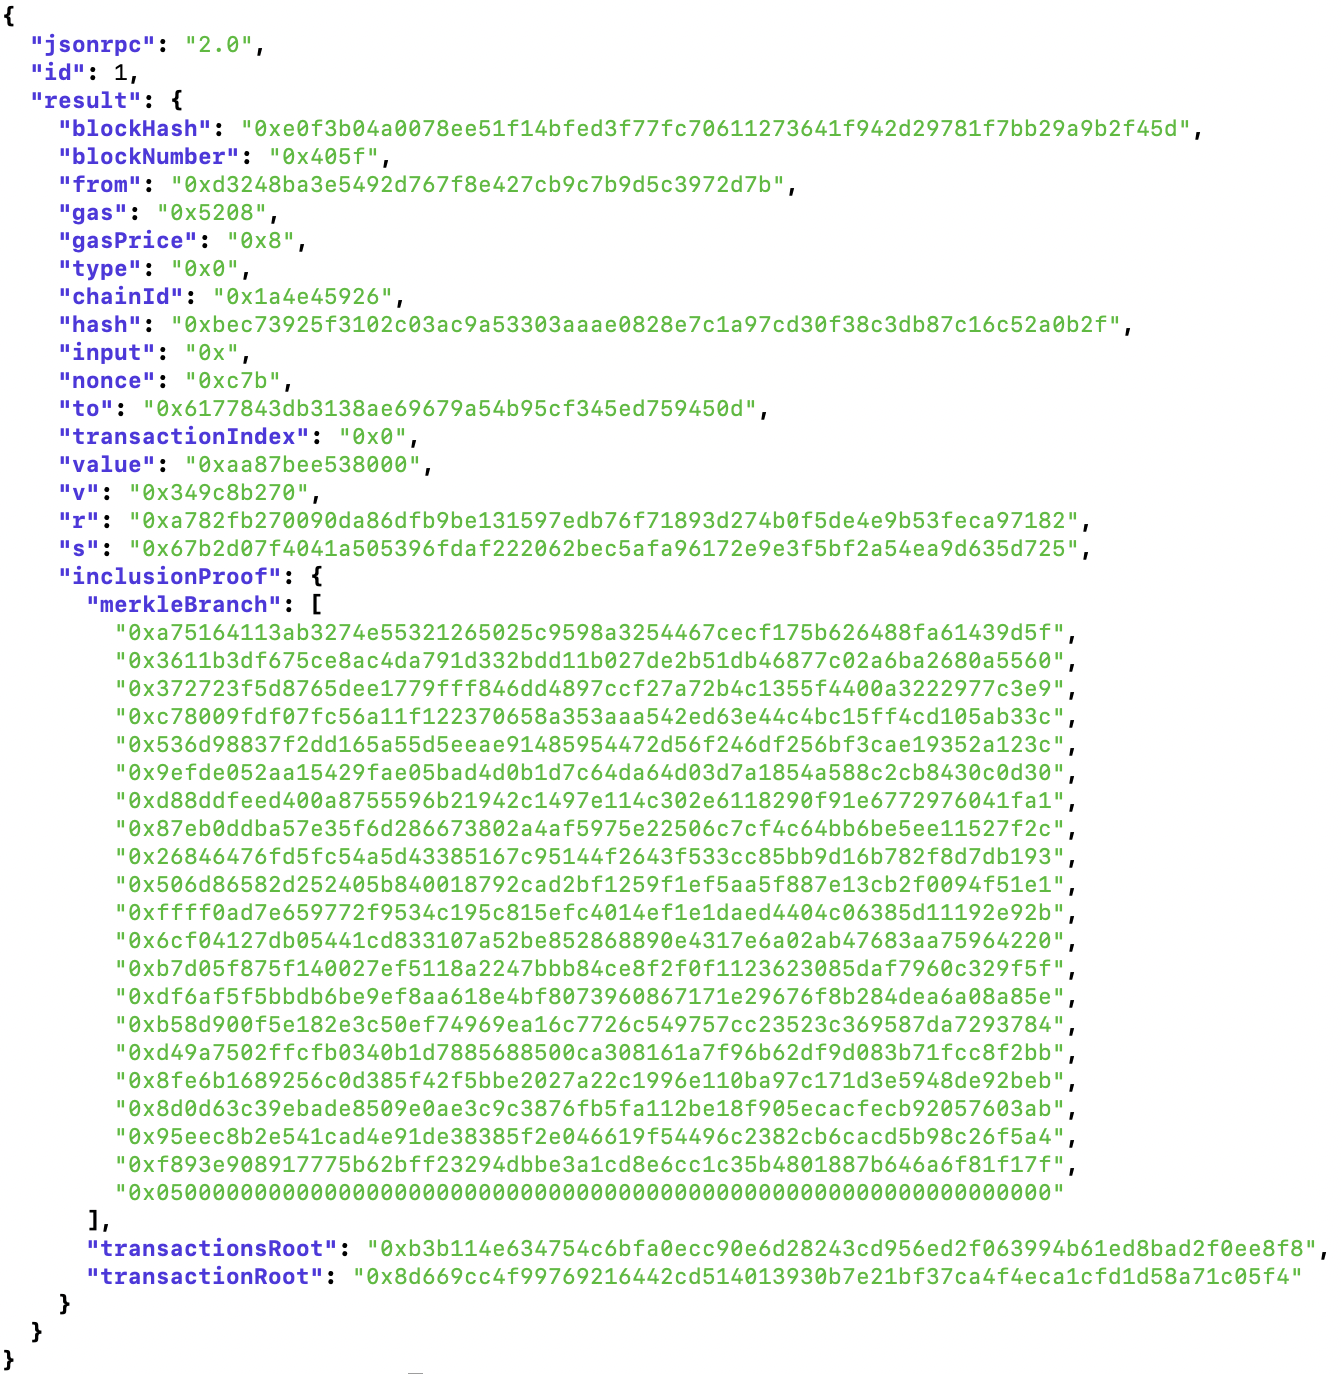 {
"jsonrpc": "2.0",
"id": 1,
"result": {
"blockHash": "0xe0f3b04a0078ee51f14bfed3f77fc70611273641f942d29781f7bb29a9b2f45d",
"blockNumber": "0x405f",
"from": "0xd3248ba3e5492d767f8e427cb9c7b9d5c3972d7b",
"gas": "0x5208",
"gasPrice": "0x8",
"type": "0x0",
"chainId": "0x1a4e45926",
"hash": "0xbec73925f3102c03ac9a53303aaae0828e7c1a97cd30f38c3db87c16c52a0b2f",
"input": "0x",
"nonce": "0xc7b",
"to": "0x6177843db3138ae69679a54b95cf345ed759450d",
"transactionIndex": "0x0",
"value": "0xaa87bee538000",
"v": "0x349c8b270",
"r": "0xa782fb270090da86dfb9be131597edb76f71893d274b0f5de4e9b53feca97182",
"s": "0x67b2d07f4041a505396fdaf222062bec5afa96172e9e3f5bf2a54ea9d635d725",
"inclusionProof": {
"merkleBranch": [
"0xa75164113ab3274e55321265025c9598a3254467cecf175b626488fa61439d5f",
"0x3611b3df675ce8ac4da791d332bdd11b027de2b51db46877c02a6ba2680a5560",
"0x372723f5d8765dee1779fff846dd4897ccf27a72b4c1355f4400a3222977c3e9",
"0xc78009fdf07fc56a11f122370658a353aaa542ed63e44c4bc15ff4cd105ab33c",
"0x536d98837f2dd165a55d5eeae91485954472d56f246df256bf3cae19352a123c",
"0x9efde052aa15429fae05bad4d0b1d7c64da64d03d7a1854a588c2cb8430c0d30",
"0xd88ddfeed400a8755596b21942c1497e114c302e6118290f91e6772976041fa1",
"0x87eb0ddba57e35f6d286673802a4af5975e22506c7cf4c64bb6be5ee11527f2c",
"0x26846476fd5fc54a5d43385167c95144f2643f533cc85bb9d16b782f8d7db193",
"0x506d86582d252405b840018792cad2bf1259f1ef5aa5f887e13cb2f0094f51e1",
"0xffff0ad7e659772f9534c195c815efc4014ef1e1daed4404c06385d11192e92b",
"0x6cf04127db05441cd833107a52be852868890e4317e6a02ab47683aa75964220",
"0xb7d05f875f140027ef5118a2247bbb84ce8f2f0f1123623085daf7960c329f5f",
"0xdf6af5f5bbdb6be9ef8aa618e4bf8073960867171e29676f8b284dea6a08a85e",
"0xb58d900f5e182e3c50ef74969ea16c7726c549757cc23523c369587da7293784",
"0xd49a7502ffcfb0340b1d7885688500ca308161a7f96b62df9d083b71fcc8f2bb",
"0x8fe6b1689256c0d385f42f5bbe2027a22c1996e110ba97c171d3e5948de92beb",
"0x8d0d63c39ebade8509e0ae3c9c3876fb5fa112be18f905ecacfecb92057603ab",
"0x95eec8b2e541cad4e91de38385f2e046619f54496c2382cb6cacd5b98c26f5a4",
"0xf893e908917775b62bff23294dbbe3a1cd8e6cc1c35b4801887b646a6f81f17f",
"0x0500000000000000000000000000000000000000000000000000000000000000"
],
"transactionsRoot": "0xb3b114e634754c6bfa0ecc90e6d28243cd956ed2f063994b61ed8bad2f0ee8f8",
"transactionRoot": "0x8d669cc4f99769216442cd514013930b7e21bf37ca4f4eca1cfd1d58a71c05f4"
}
}
}